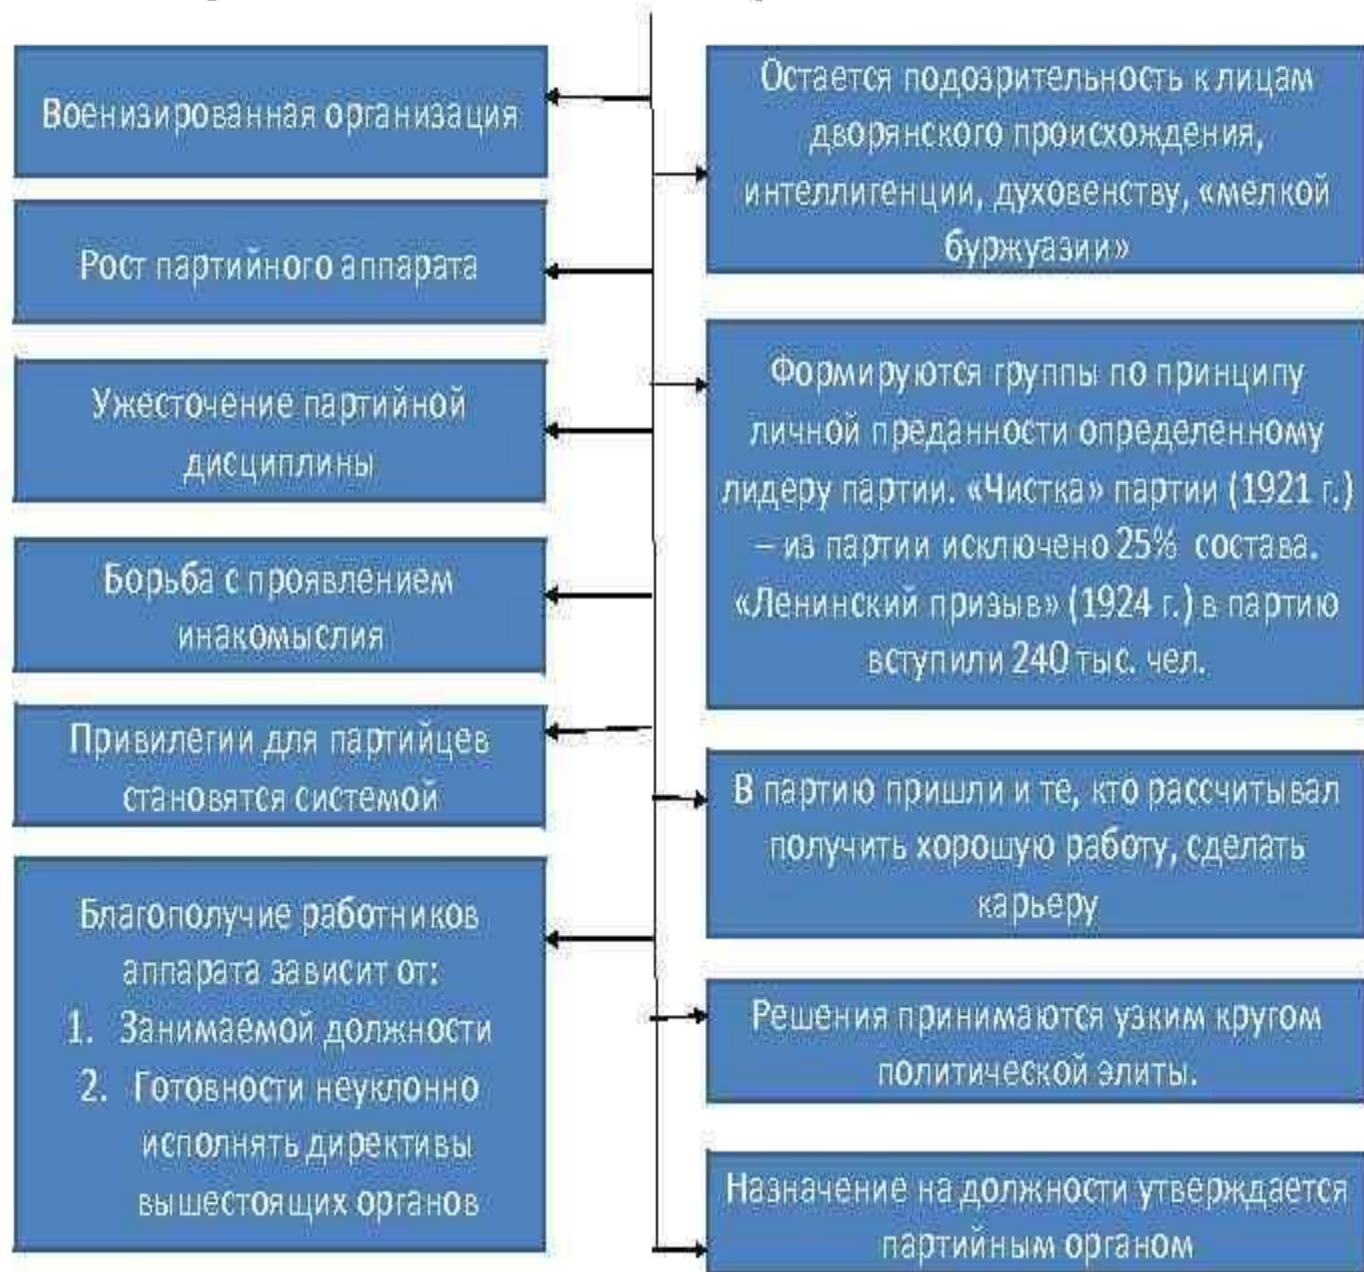 Военизированная организация
Рост партийного аппарата
Ужесточение партийной
дисциплины
Борьба с проявлением
инакомыслия
Привилегии для партийцев
становятся системой
Благополучие работников
аппарата зависит от:
1. Занимаемой должности
2. Готовности неуклонно
исполнять директивы
вышестоящих органов
Остается подозрительность к лицам
дворянского происхождения,
интеллигенции, духовенству, «мелкой
буржуазии»
Формируются группы по принципу
личной преданности определенному
лидеру партии. «Чистка» партии (1921 г.)
– из партии исключено 25% состава.
«Ленинский призыв» (1924 г.) в партию
вступили 240 тыс. чел.
В партию пришли и те, кто рассчитывал
получить хорошую работу, сделать
карьеру
Решения принимаются узким кругом
политической элиты.
Назначение на должности утверждается
партийным органом